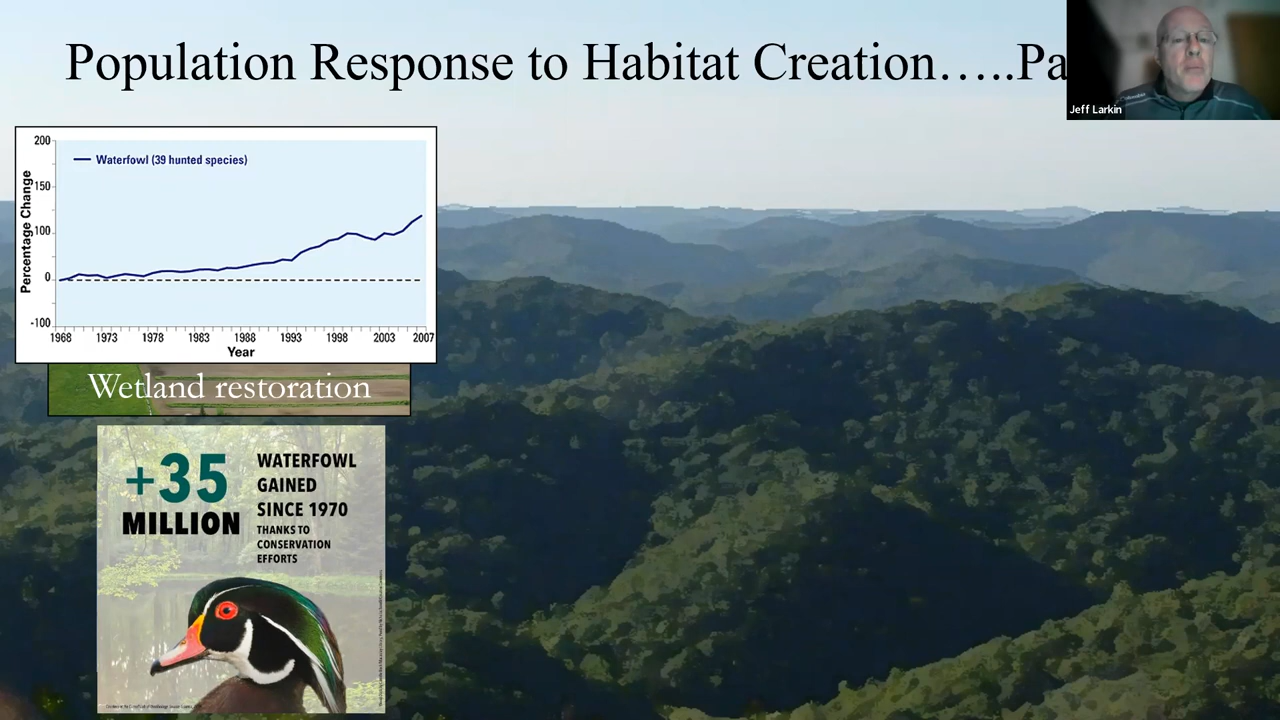 Population Response to Habitat Creation…..Pa
Jeff Larkin
200
150
100
0
-100
Percentage Change
Waterfowl (39 hunted species)
1968 1973 1978 1983 1988 1993 1998 2003 2007
Year
Wetland restoration
+35
MILLION
WATERFOWL
GAINED
SINCE 1970
THANKS TO
CONSERVATION
EFFORTS